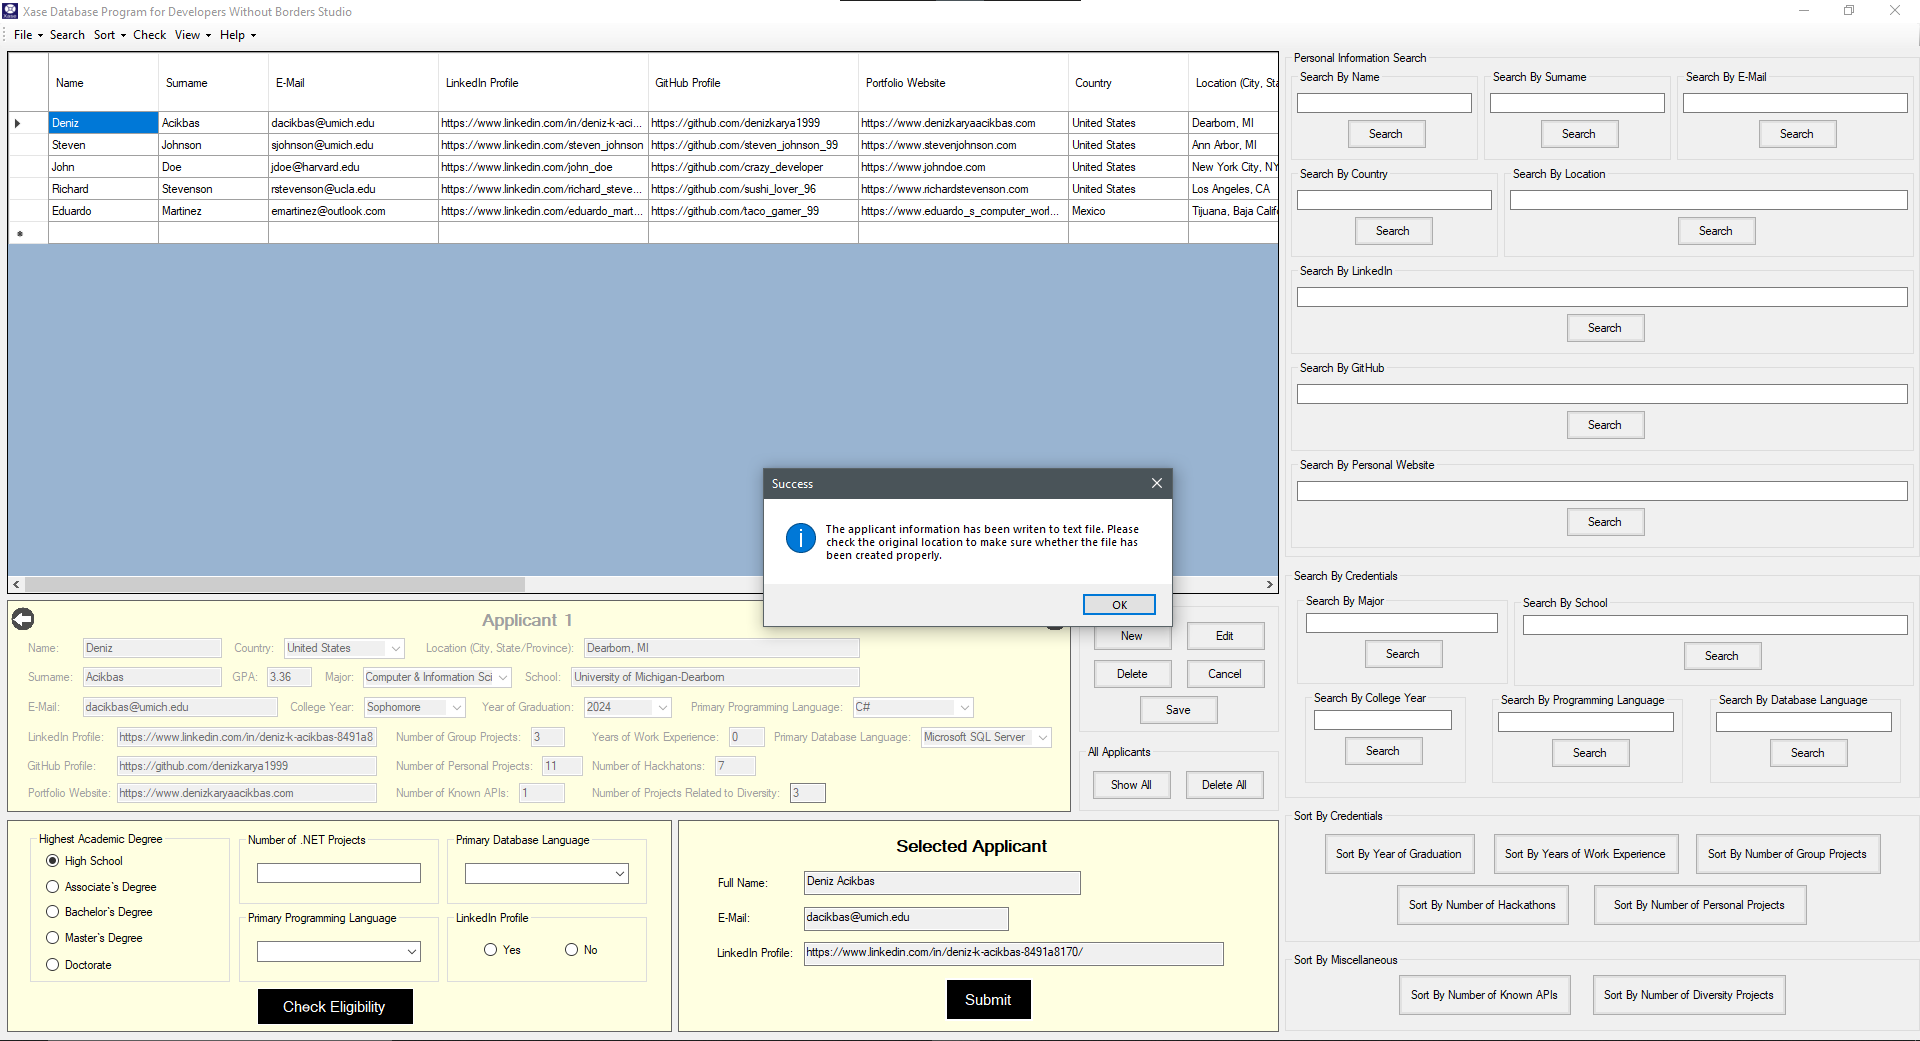 Xase
Xase Database Program for Developers Without Borders Studio
File Search Sort Check View Help
Name Surname E-Mail LinkedIn Profile GitHub Profile Portfolio Website Country Location (City, Sta
Deniz Acikbas dacikbas@umich.edu https://www.linkedin.com/in/deniz-k-aci... https://github.com/denizkarya1999 https://www.denizkaryaacikbas.com United States Dearborn, MI
Steven Johnson sjohnson@umich.edu https://www.linkedin.com/steven_johnson https://github.com/steven_johnson_99 https://www.stevenjohnson.com United States Ann Arbor, MI
John Doe jdoe@harvard.edu https://www.linkedin.com/john_doe https://github.com/crazy_developer https://www.johndoe.com United States New York City, NY
Richard Stevenson rstevenson@ucla.edu https://www.linkedin.com/richard_steve... https://github.com/sushi_lover_96 https://www.richardstevenson.com United States Los Angeles, CA
Eduardo Martinez emartinez@outlook.com https://www.linkedin.com/eduardo_mart... https://github.com/taco_gamer_99 https://www.eduardo_s_computer_worl... Mexico Tijuana, Baja Calif
Success
The applicant information has been writen to text file. Please
check the original location to make sure whether the file has
been created properly.
OK
Applicant 1
Name: Deniz Country: United States Location (City, State/Province): Dearborn, MI
Surname: Acikbas GPA: 3.36 Major: Computer & Information Sci School: University of Michigan-Dearborn
E-Mail: dacikbas@umich.edu College Year: Sophomore Year of Graduation: 2024 Primary Programming Language: C#
LinkedIn Profile: https://www.linkedin.com/in/deniz-k-acikbas-8491a8 Number of Group Projects: 3 Years of Work Experience: 0 Primary Database Language: Microsoft SQL Server
GitHub Profile: https://github.com/denizkarya1999 Number of Personal Projects: 11 Number of Hackhatons: 7
Portfolio Website: https://www.denizkaryaacikbas.com Number of Known APIs: 1 Number of Projects Related to Diversity: 3
New Edit
Delete Cancel
Save
All Applicants
Show All Delete All
Highest Academic Degree
High School
Associate's Degree
Bachelor's Degree
Master's Degree
Doctorate
Number of .NET Projects
Primary Database Language
Primary Programming Language
LinkedIn Profile
Yes No
Check Eligibility
Selected Applicant
Full Name: Deniz Acikbas
E-Mail: dacikbas@umich.edu
LinkedIn Profile: https://www.linkedin.com/in/deniz-k-acikbas-8491a8170/
Submit
Personal Information Search
Search By Name Search By Surname Search By E-Mail
Search Search Search
Search By Country Search By Location
Search Search
Search By LinkedIn
Search
Search By GitHub
Search
Search By Personal Website
Search
Search By Credentials
Search By Major Search By School
Search Search
Search By College Year Search By Programming Language Search By Database Language
Search Search Search
Sort By Credentials
Sort By Year of Graduation Sort By Years of Work Experience Sort By Number of Group Projects
Sort By Number of Hackathons Sort By Number of Personal Projects
Sort By Miscellaneous
Sort By Number of Known APIs Sort By Number of Diversity Projects